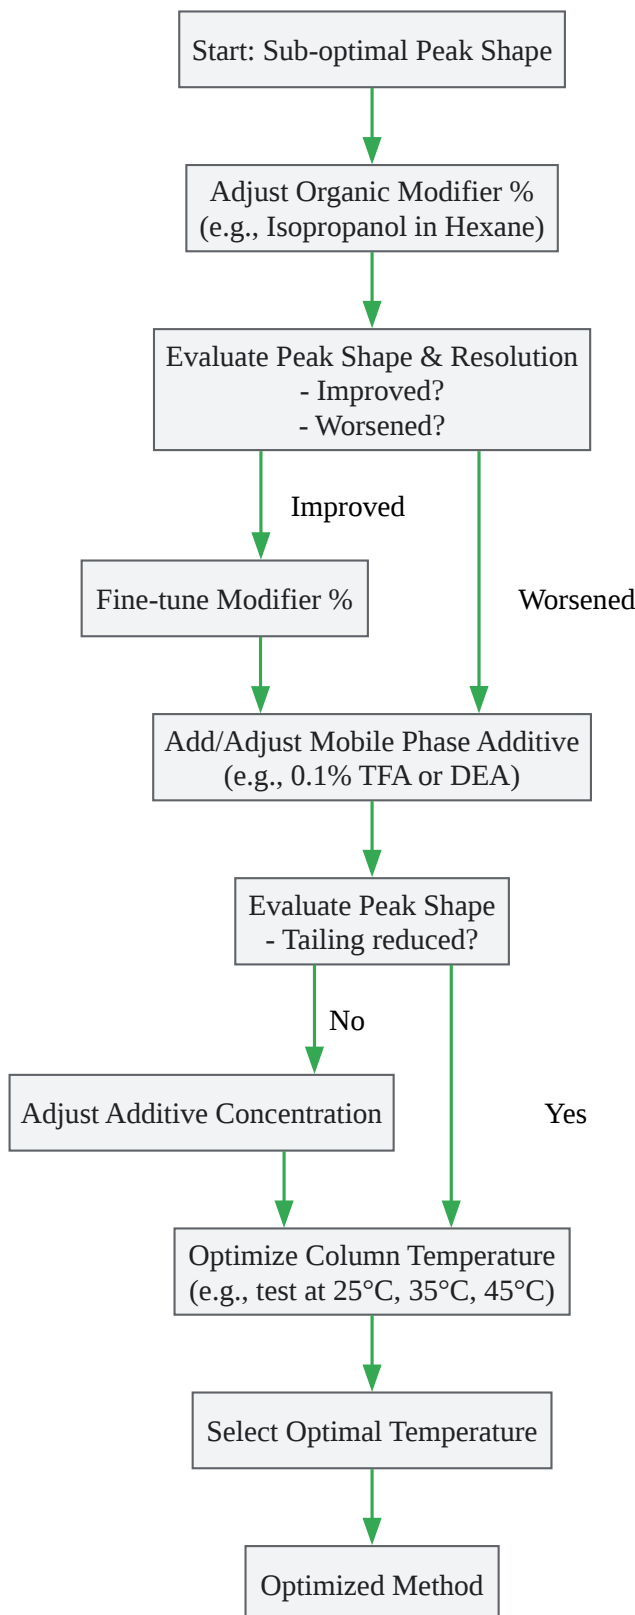 Start: Sub-optimal Peak Shape
Adjust Organic Modifier %
(e.g., Isopropanol in Hexane)
Evaluate Peak Shape & Resolution
- Improved?
- Worsened?
Improved
Fine-tune Modifier %
Worsened
Add/Adjust Mobile Phase Additive
(e.g., 0.1% TFA or DEA)
Evaluate Peak Shape
- Tailing reduced?
No
Adjust Additive Concentration
Yes
Optimize Column Temperature
(e.g., test at 25°C, 35°C, 45°C)
Select Optimal Temperature
Optimized Method